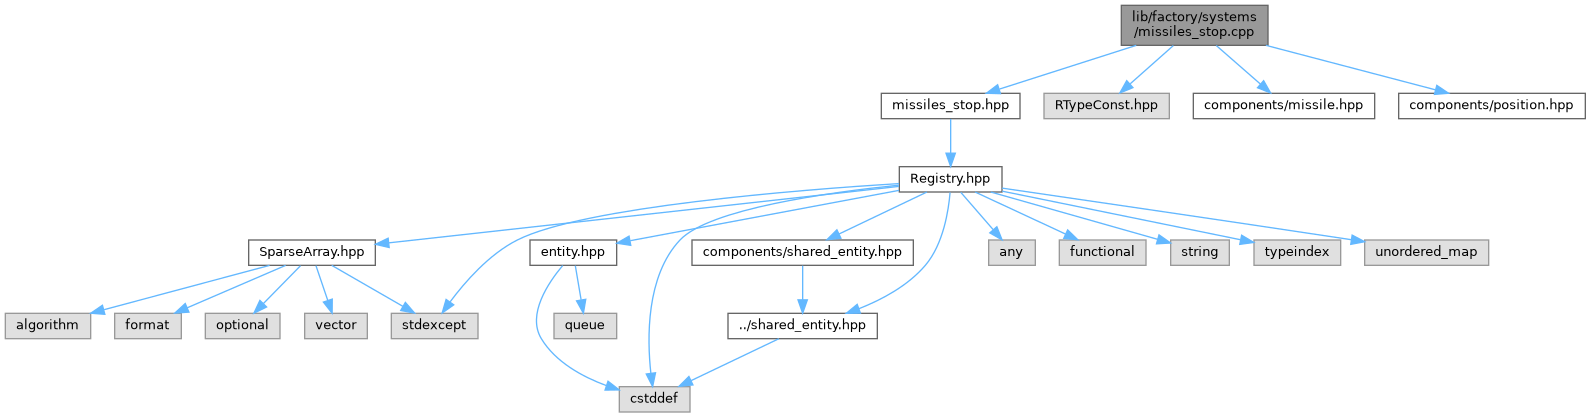 lib/factory/systems
/missiles_stop.cpp
missiles_stop.hpp
RTypeConst.hpp
components/missile.hpp
components/position.hpp
Registry.hpp
SparseArray.hpp
entity.hpp
components/shared_entity.hpp
any
functional
string
typeindex
unordered_map
algorithm
format
optional
vector
stdexcept
queue
../shared_entity.hpp
cstddef